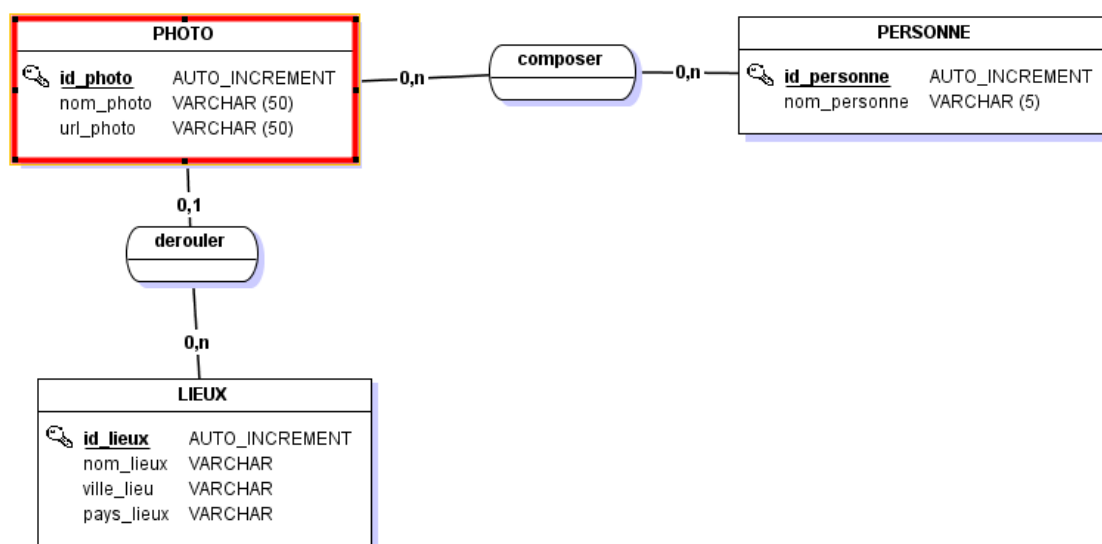 PHOTO
id_photo AUTO_INCREMENT
nom_photo VARCHAR (50)
url_photo VARCHAR (50)
0,n
composer
0,n
PERSONNE
id_personne AUTO_INCREMENT
nom_personne VARCHAR (5)
0,1
derouler
0,n
LIEUX
id_lieux AUTO_INCREMENT
nom_lieux VARCHAR
ville_lieu VARCHAR
pays_lieux VARCHAR